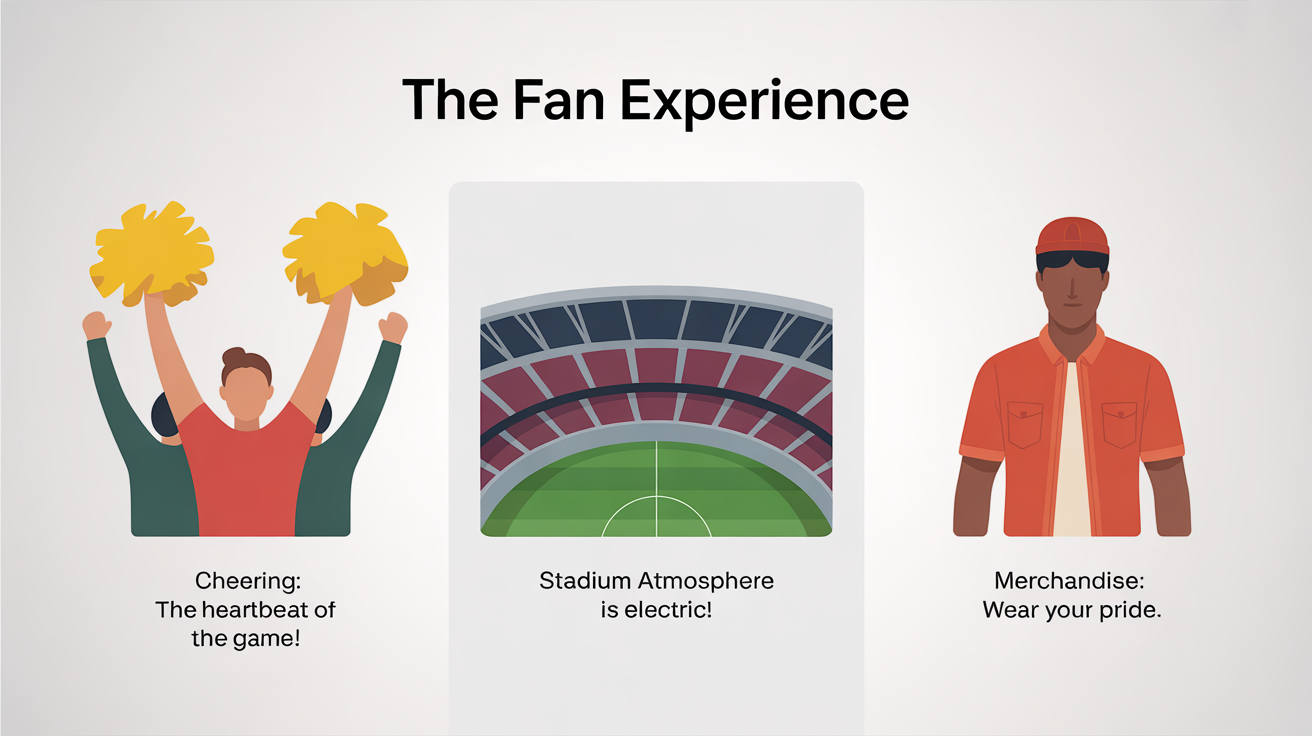 The Fan Experience
Cheering:
The heartbeat of
the game!
Stadium Atmosphere
is electric!
Merchandise:
Wear your pride.